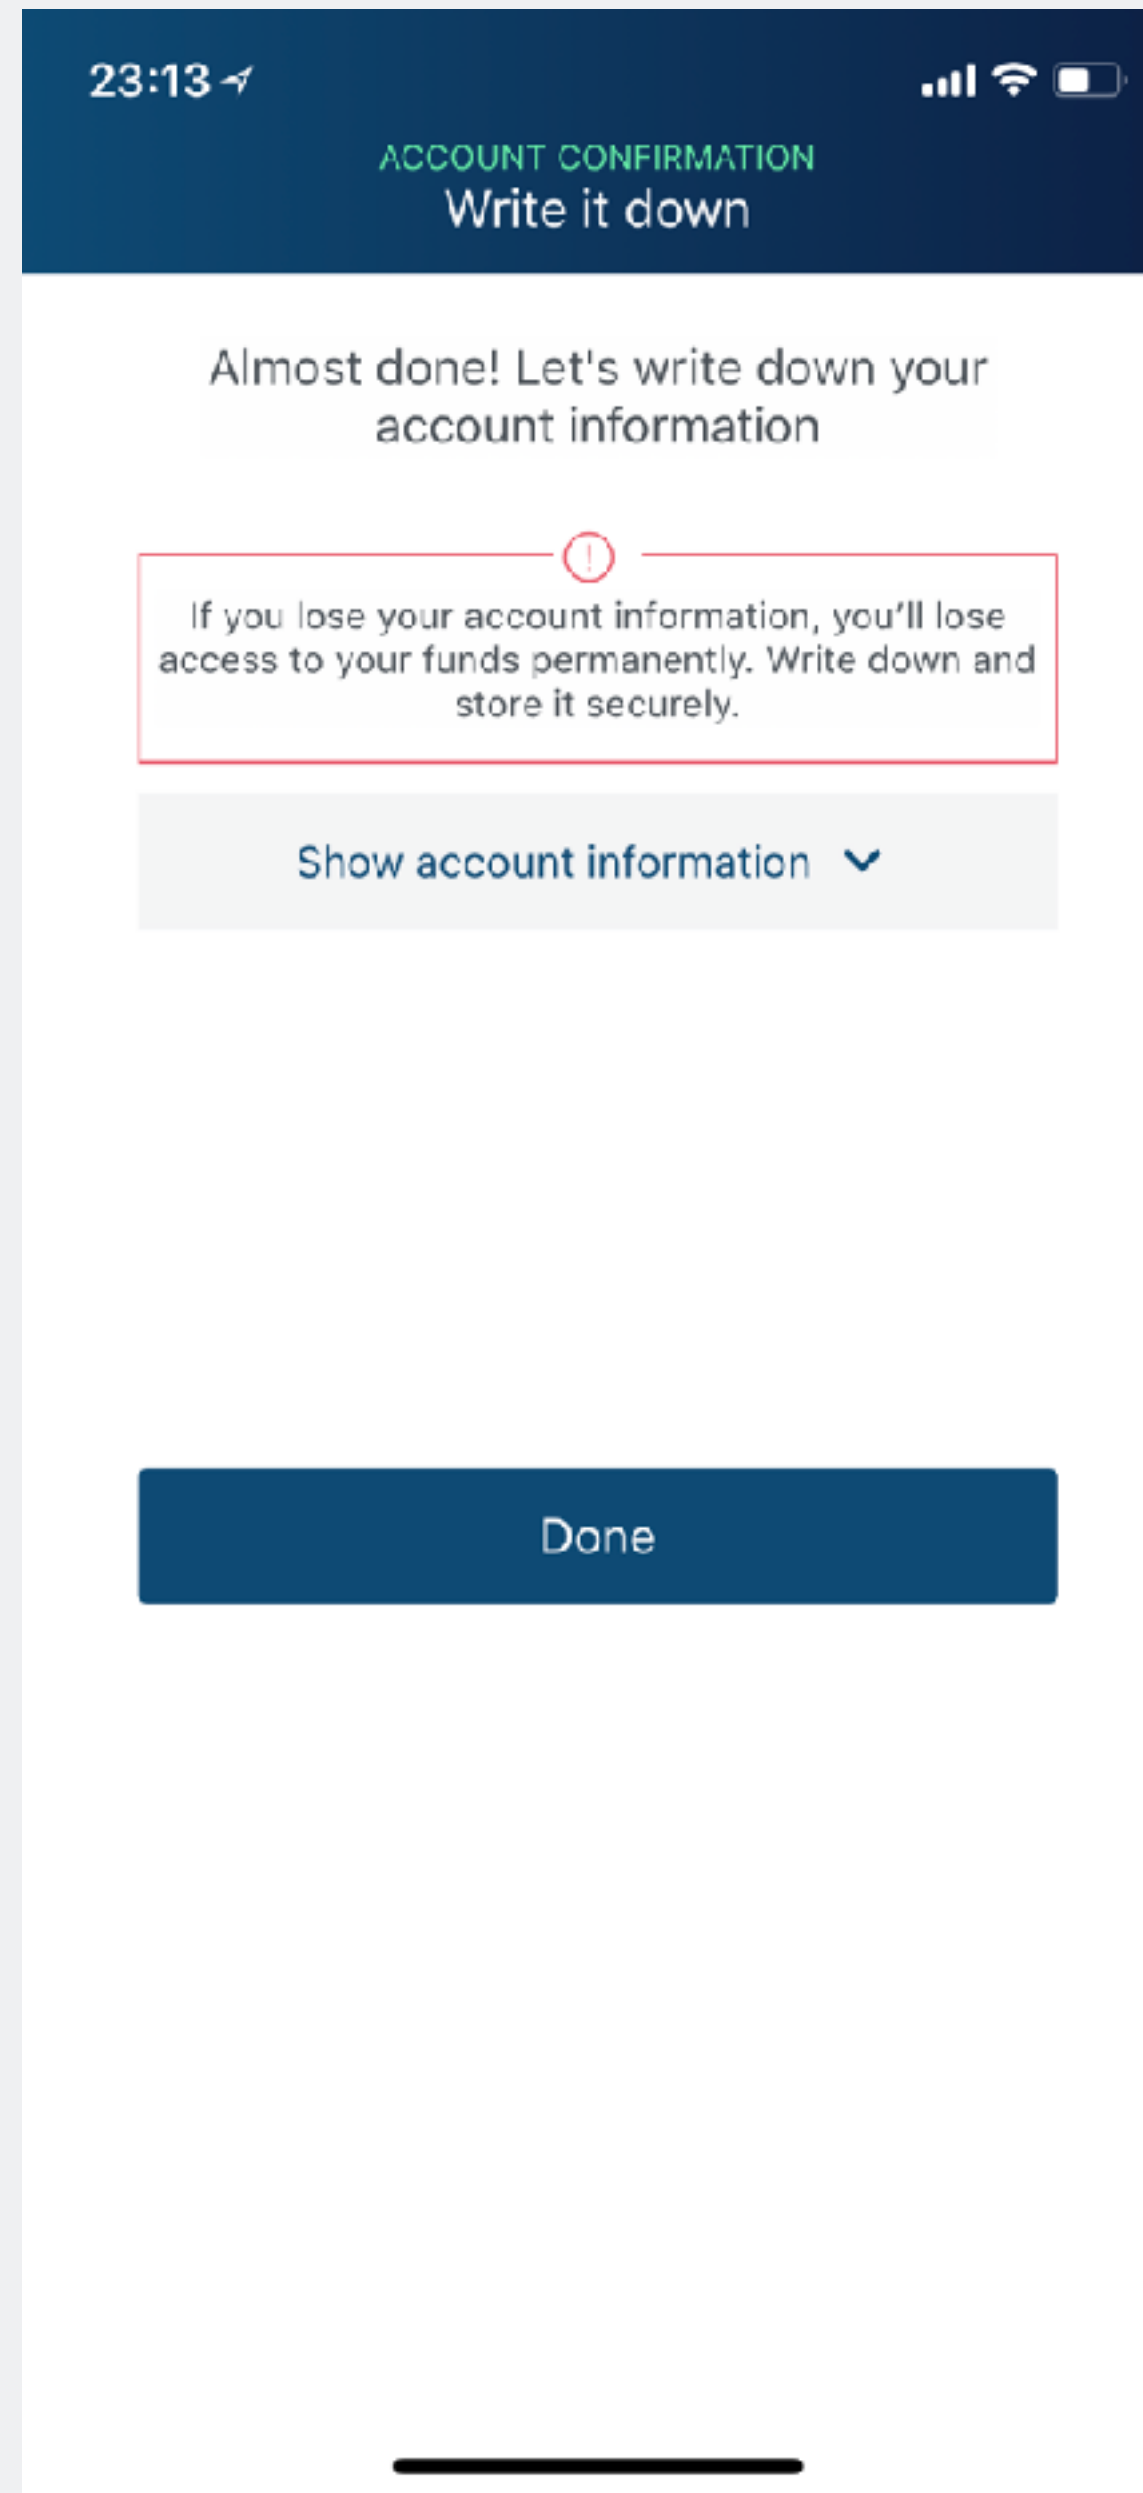 23:13
ACCOUNT CONFIRMATION
Write it down
Almost done! Let's write down your
account information
If you lose your account information, you'll lose
access to your funds permanently. Write down and
store it securely.
Show account information
Done